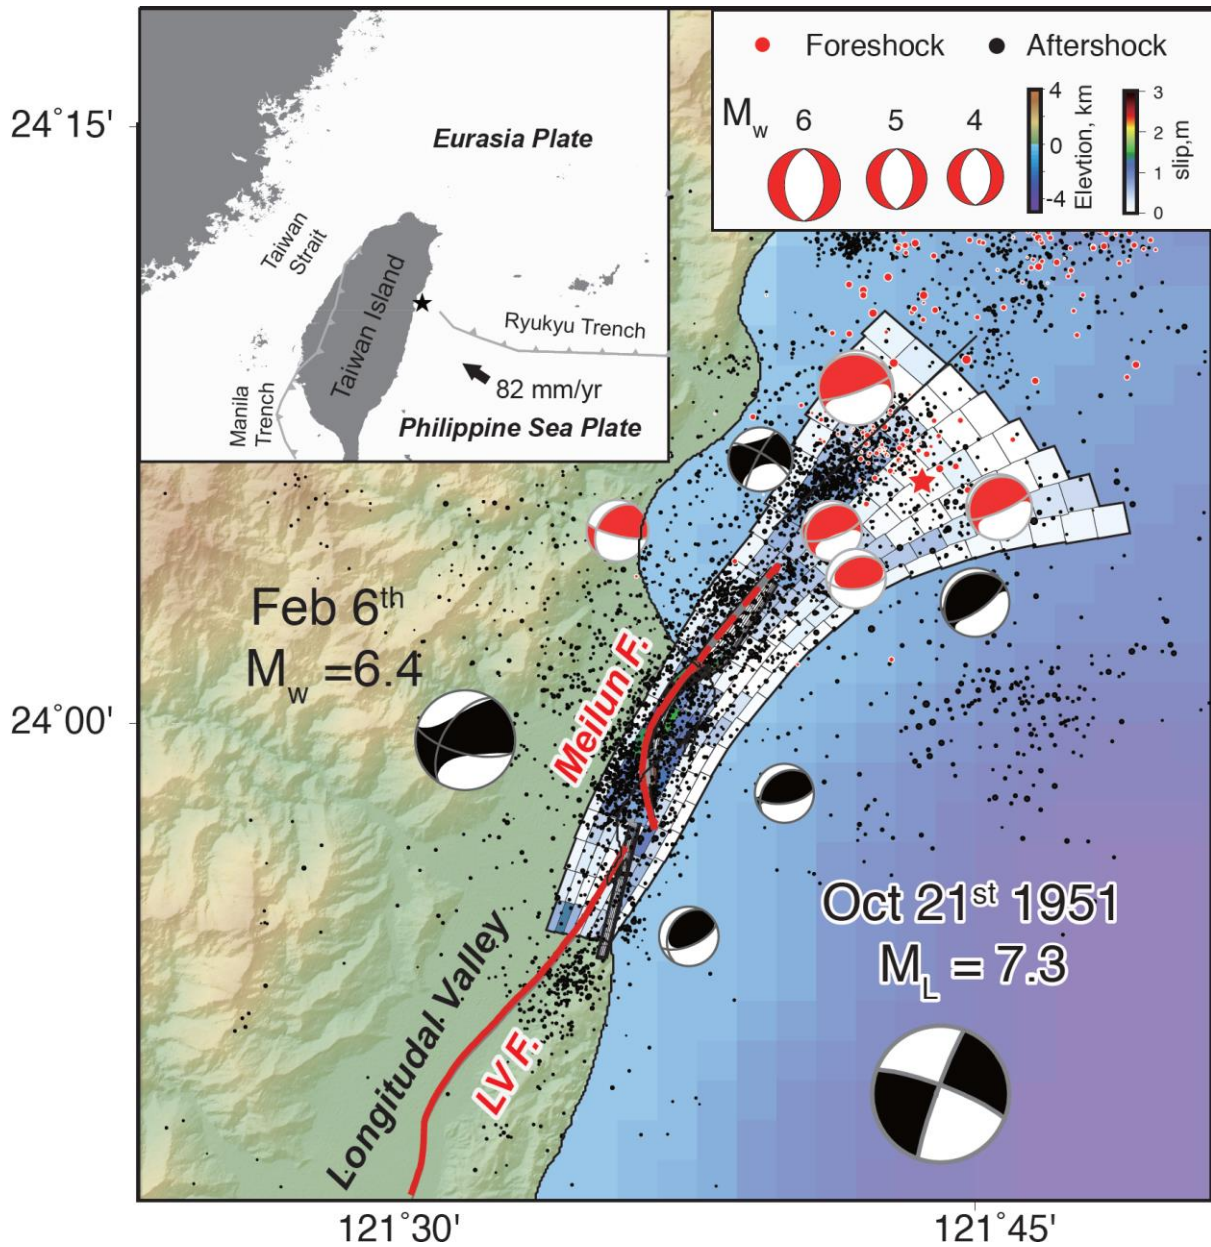 Foreshock
Aftershock
Mw 6 5 4
4
0
-4
Elevtion, km
3
2
1
0
slip,m
24°15'
24°00'
121°30'
121°45'
Eurasia Plate
Taiwan
Strait
Taiwan Island
Ryukyu Trench
82 mm/yr
Manila
Trench
Philippine Sea Plate
Feb 6th
Mw =6.4
Meilun F.
Longitudal Valley
LV F.
Oct 21st 1951
ML = 7.3